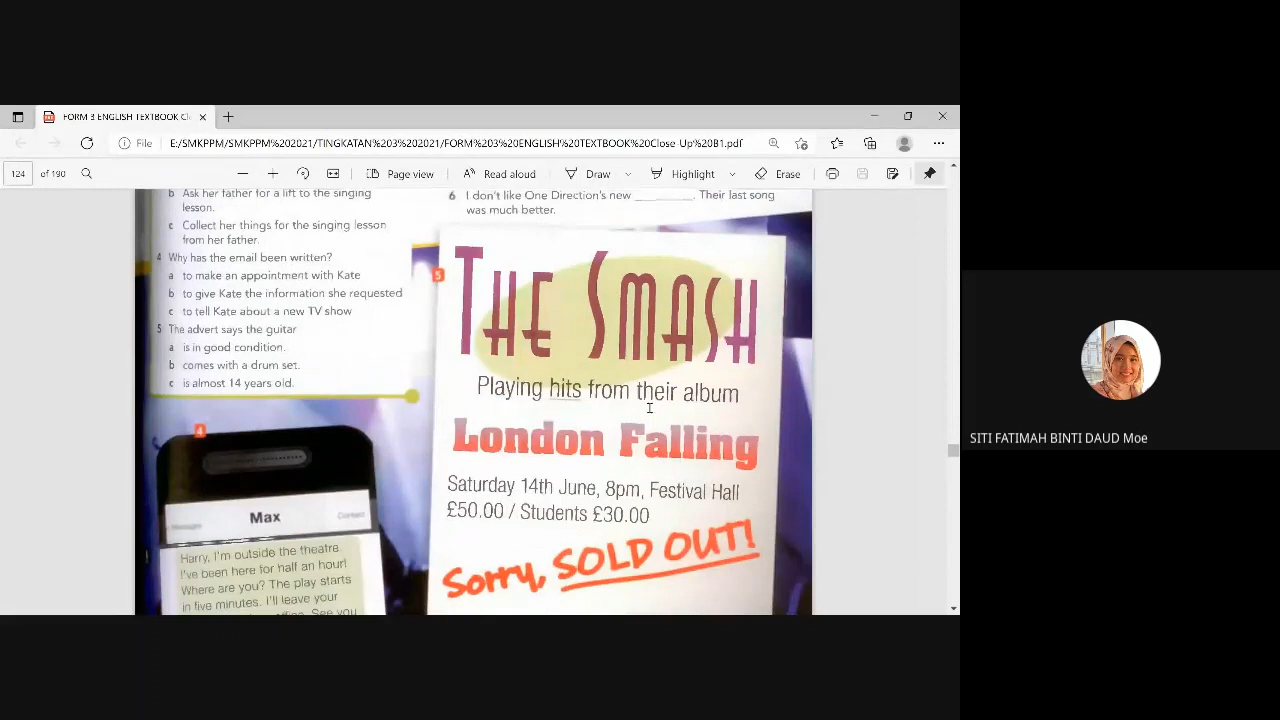 FORM 3 ENGLISH TEXTBOOK Cl
File
E:/SMKPPM/SMKPPM%202021/TINGKATAN%203%202021/FORM%203%20ENGLISH%20TEXTBOOK%20Close Up%20B1.pdf
124 of 190
Page view
Read aloud
Draw
Highlight
Erase
b Ask her father for a lift to the singing
lesson.
c Collect her things for the singing lesson
from her father.
4 Why has the email been written?
a to make an appointment with Kate
b to give Kate the information she requested
c to tell Kate about a new TV show
5 The advert says the guitar
a is in good condition.
b comes with a drum set.
c is almost 14 years old.
6 I don't like One Direction's new ________. Their last song
was much better.
5
THE SMASH
Playing hits from their album
London Falling
Saturday 14th June, 8pm, Festival Hall
£50.00 / Students £30.00
Sorry, SOLD OUT!
4
Messages
Max
Contact
Harry, I'm outside the theatre.
I've been here for half an hour!
Where are you? The play starts
in five minutes. I'll leave your
office. See you
SITI FATIMAH BINTI DAUD Moe